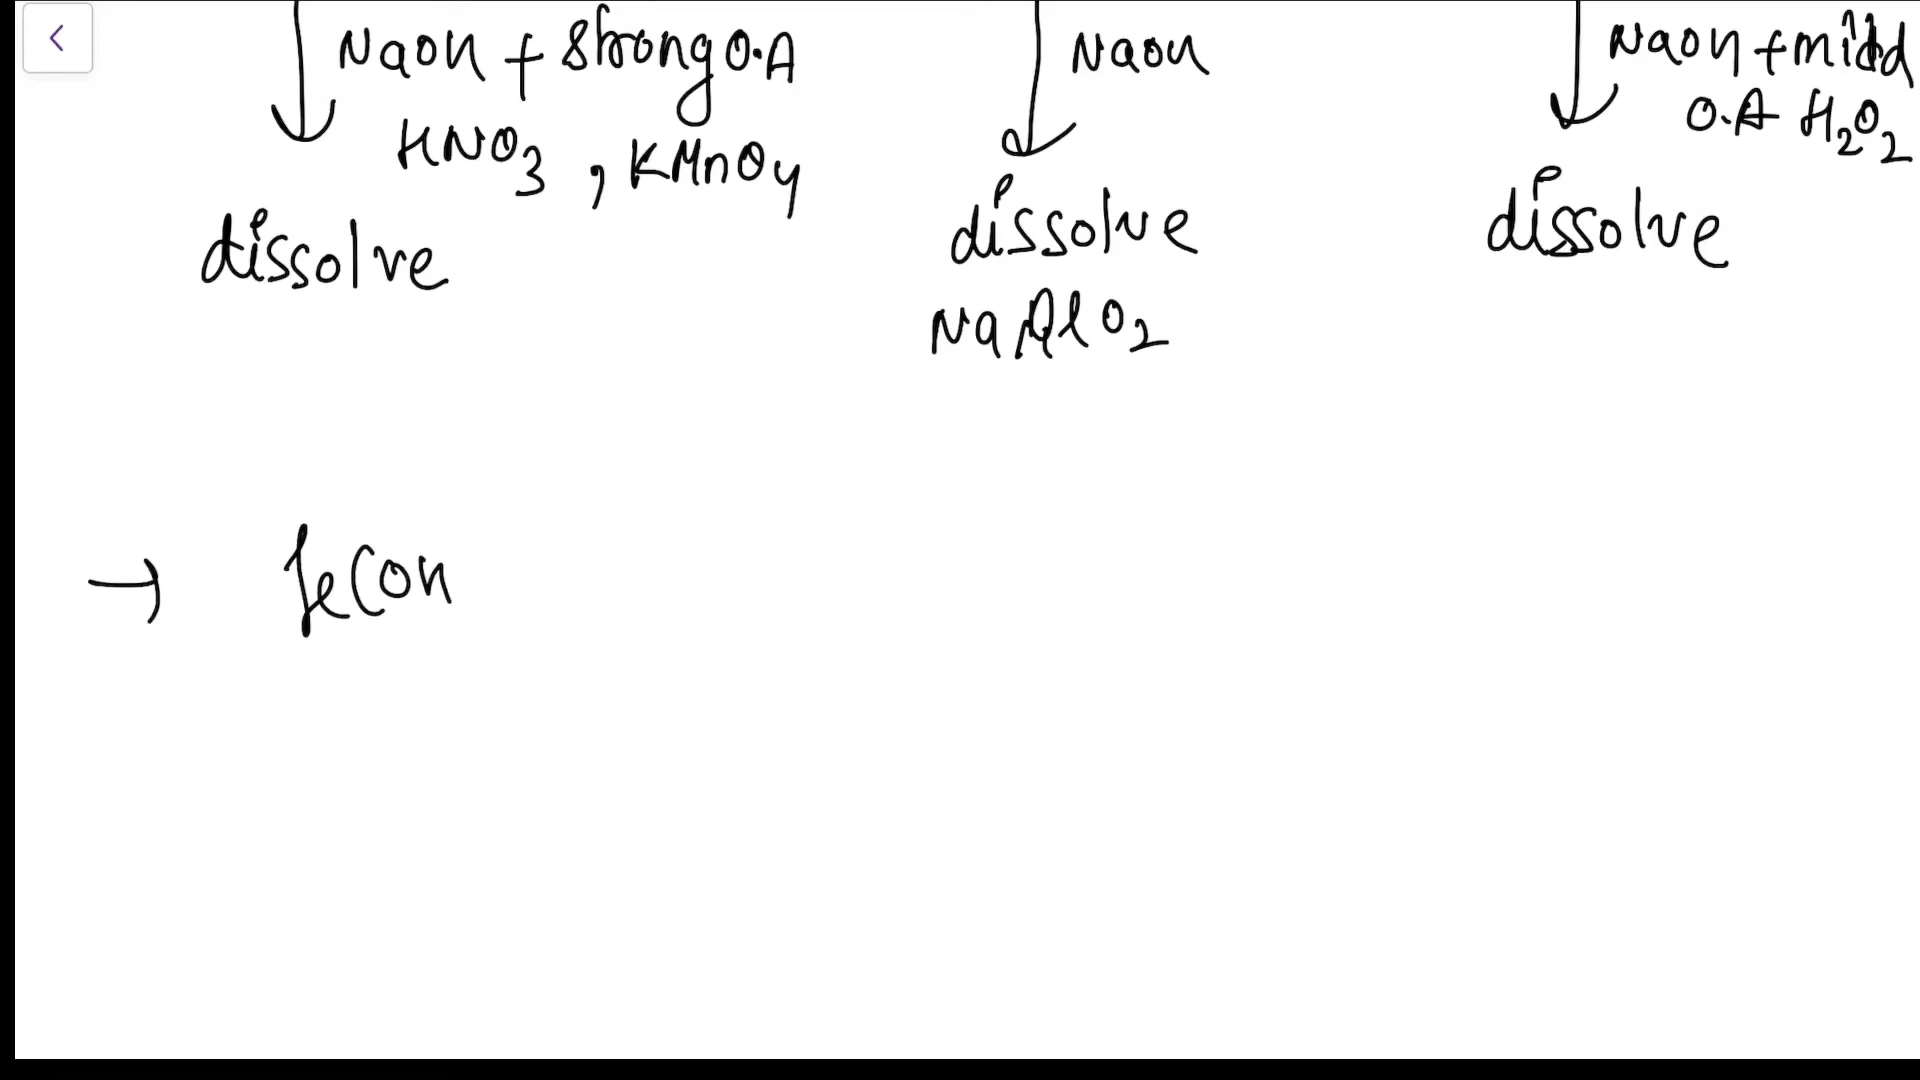 NaOH + Strong O.A
HNO3 , KMnO4
dissolve
NaOH
dissolve
NaAlO2
NaOH + mild
O.A H2O2
dissolve
→ Fe(OH